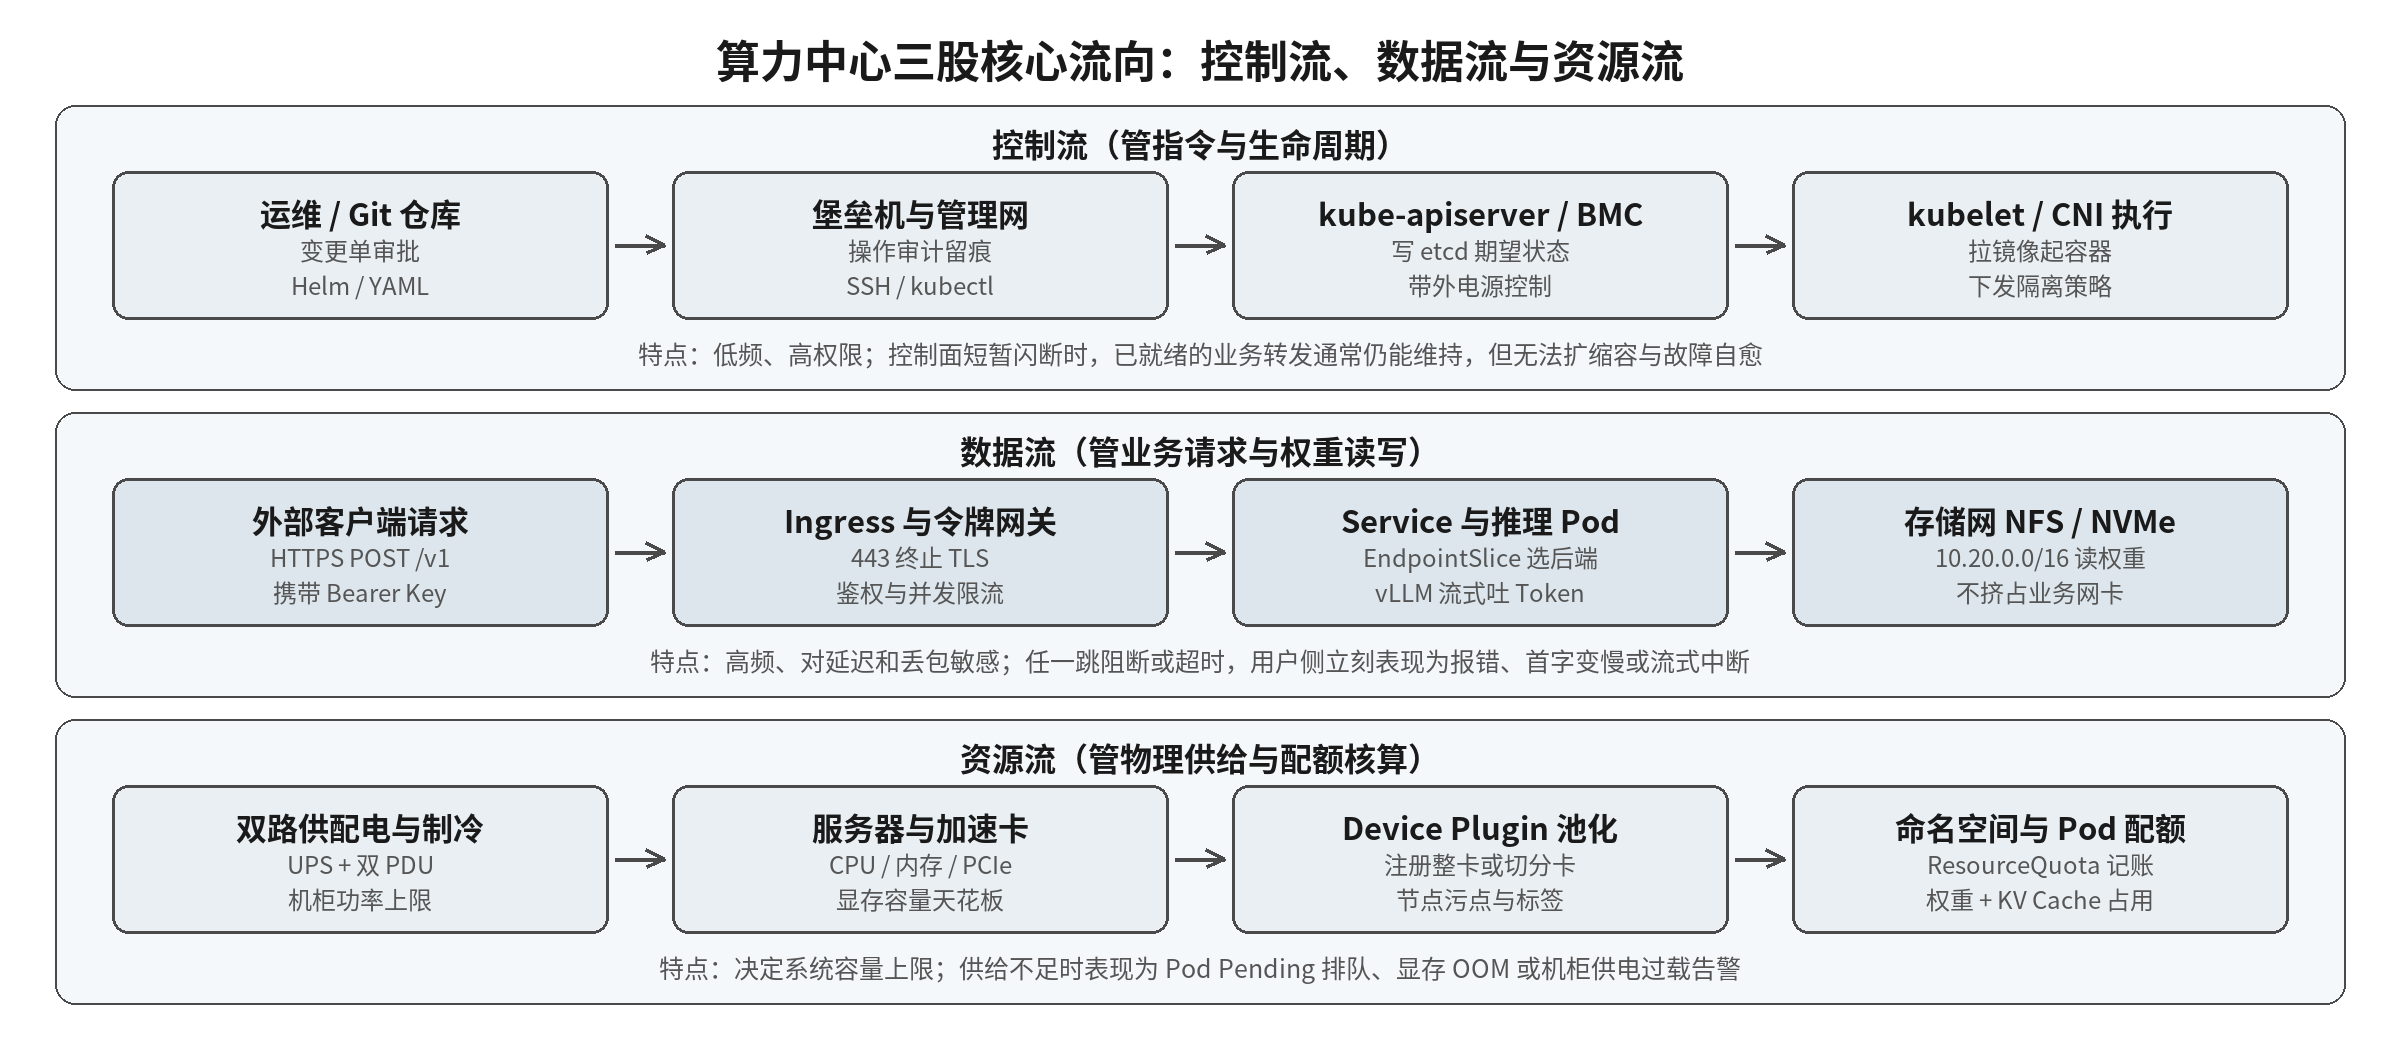 算力中心三股核心流向：控制流、数据流与资源流
控制流（管指令与生命周期）
运维 / Git 仓库
变更单审批
Helm / YAML
堡垒机与管理网
操作审计留痕
SSH / kubectl
kube-apiserver / BMC
写 etcd 期望状态
带外电源控制
kubelet / CNI 执行
拉镜像起容器
下发隔离策略
特点：低频、高权限；控制面短暂闪断时，已就绪的业务转发通常仍能维持，但无法扩缩容与故障自愈
数据流（管业务请求与权重读写）
外部客户端请求
HTTPS POST /v1
携带 Bearer Key
Ingress 与令牌网关
443 终止 TLS
鉴权与并发限流
Service 与推理 Pod
EndpointSlice 选后端
vLLM 流式吐 Token
存储网 NFS / NVMe
10.20.0.0/16 读权重
不挤占业务网卡
特点：高频、对延迟和丢包敏感；任一跳阻断或超时，用户侧立刻表现为报错、首字变慢或流式中断
资源流（管物理供给与配额核算）
双路供配电与制冷
UPS + 双 PDU
机柜功率上限
服务器与加速卡
CPU / 内存 / PCIe
显存容量天花板
Device Plugin 池化
注册整卡或切分卡
节点污点与标签
命名空间与 Pod 配额
ResourceQuota 记账
权重 + KV Cache 占用
特点：决定系统容量上限；供给不足时表现为 Pod Pending 排队、显存 OOM 或机柜供电过载告警